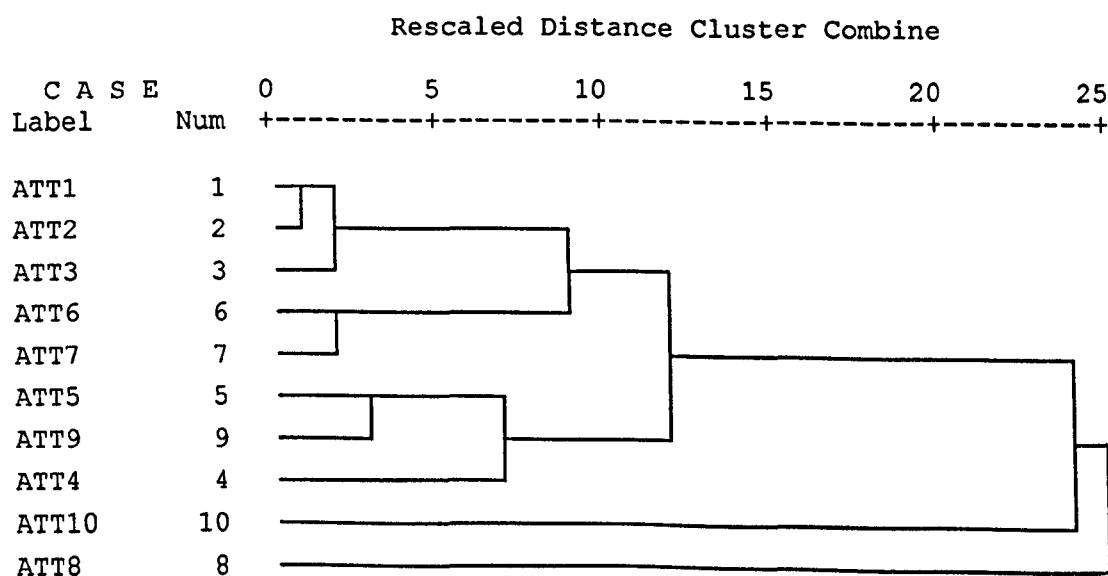 Rescaled Distance Cluster Combine
C A S E 0 5 10 15 20 25
Label Num +---------+---------+---------+---------+---------+
ATT1 1
ATT2 2
ATT3 3
ATT6 6
ATT7 7
ATT5 5
ATT9 9
ATT4 4
ATT10 10
ATT8 8